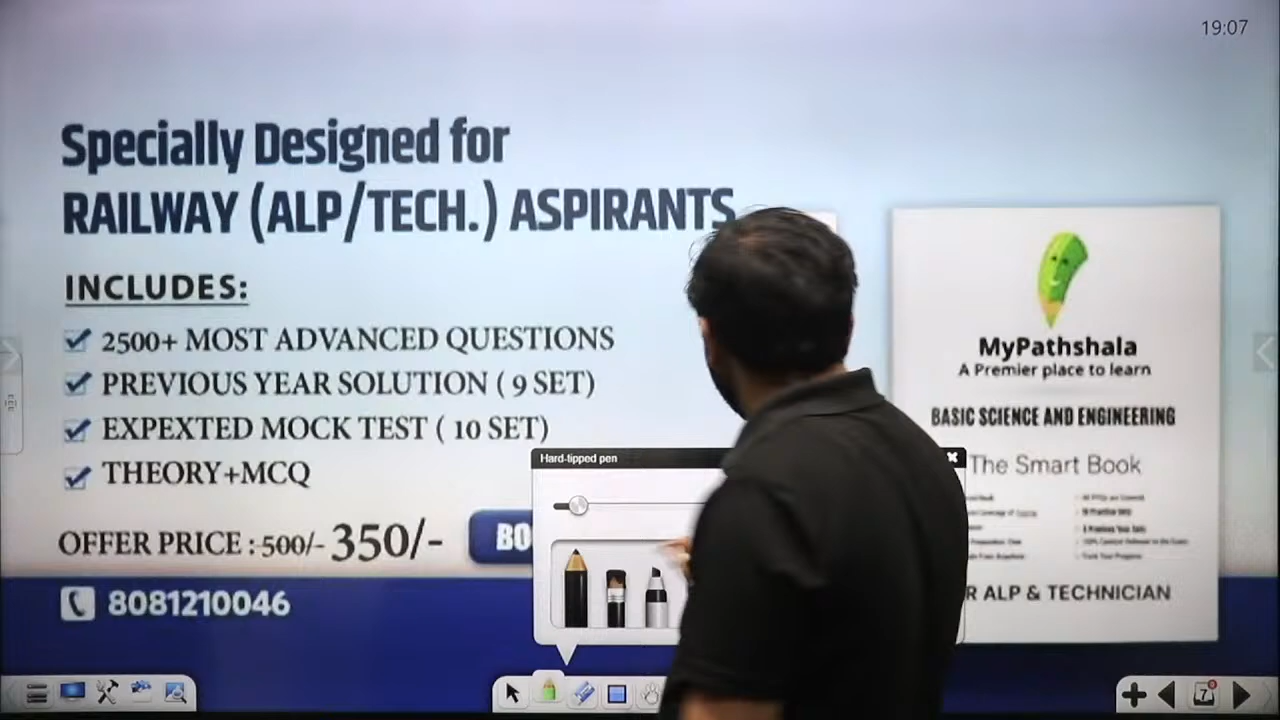 19:07
Specially Designed for
RAILWAY (ALP/TECH.) ASPIRANTS
INCLUDES:
2500+ MOST ADVANCED QUESTIONS
PREVIOUS YEAR SOLUTION ( 9 SET)
EXPEXTED MOCK TEST ( 10 SET)
THEORY+MCQ
OFFER PRICE : 500/- 350/-
BO
8081210046
Hard-tipped pen
MyPathshala
A Premier place to learn
BASIC SCIENCE AND ENGINEERING
The Smart Book
R ALP & TECHNICIAN
7